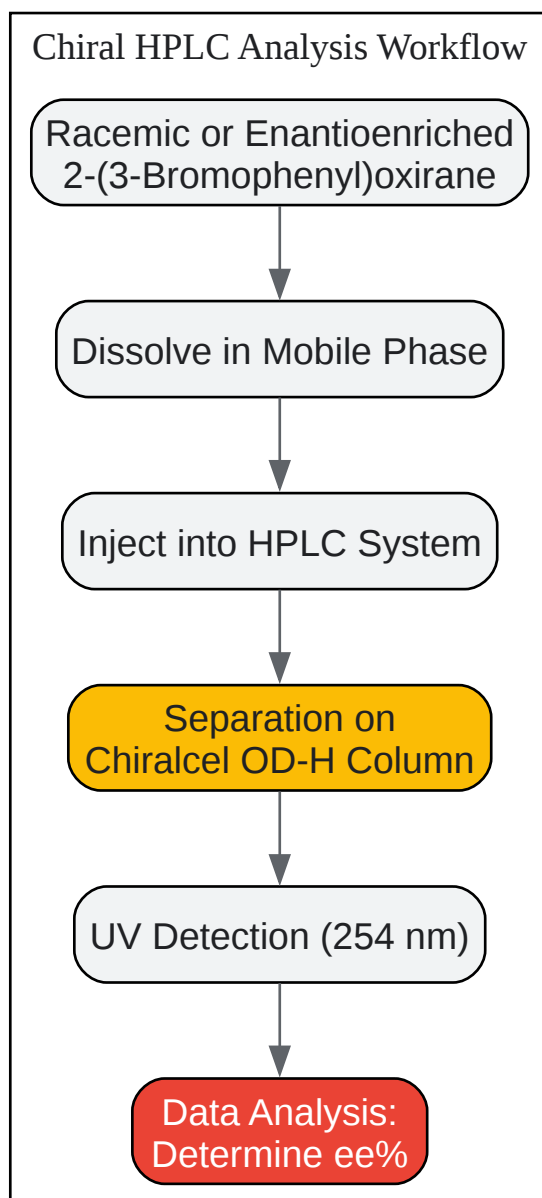 Chiral HPLC Analysis Workflow
Racemic or Enantioenriched
2-(3-Bromophenyl)oxirane
Dissolve in Mobile Phase
Inject into HPLC System
Separation on
Chiralcel OD-H Column
UV Detection (254 nm)
Data Analysis:
Determine ee%